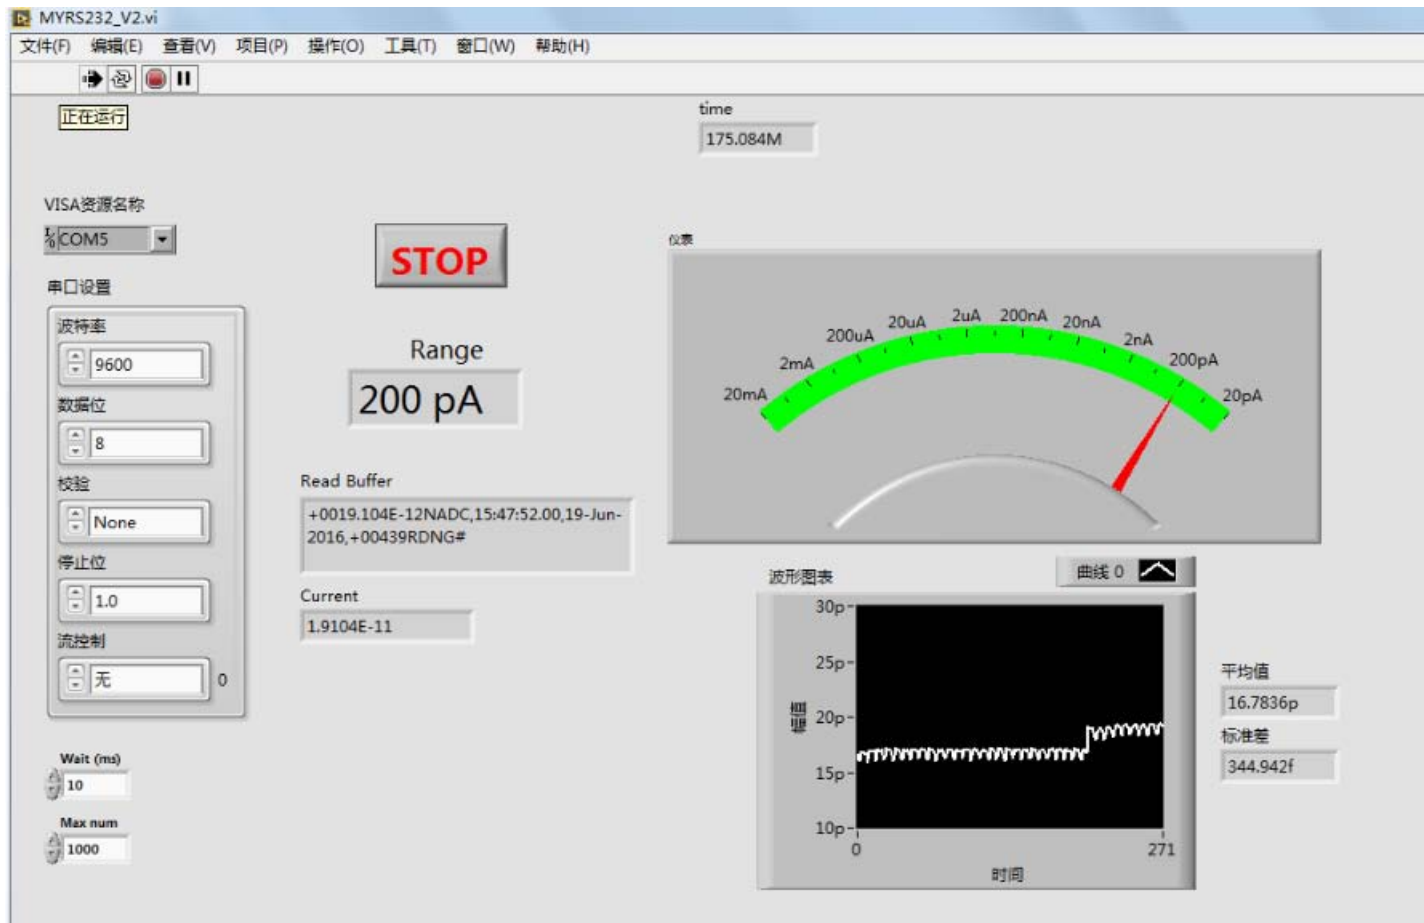 MYRS232_V2.vi
文件(F) 编辑(E) 查看(V) 项目(P) 操作(O) 工具(T) 窗口(W) 帮助(H)
正在运行
time
175.084M
VISA资源名称
COM5
串口设置
波特率
9600
数据位
8
校验
None
停止位
1.0
流控制
无 0
Wait (ms)
10
Max num
1000
STOP
Range
200 pA
Read Buffer
+0019.104E-12NADC,15:47:52.00,19-Jun-
2016,+00439RDNG#
Current
1.9104E-11
仪表
20mA 2mA 200uA 20uA 2uA 200nA 20nA 2nA 200pA 20pA
波形图表
曲线 0
幅值
30p
25p
20p
15p
10p
0 271
时间
平均值
16.7836p
标准差
344.942f